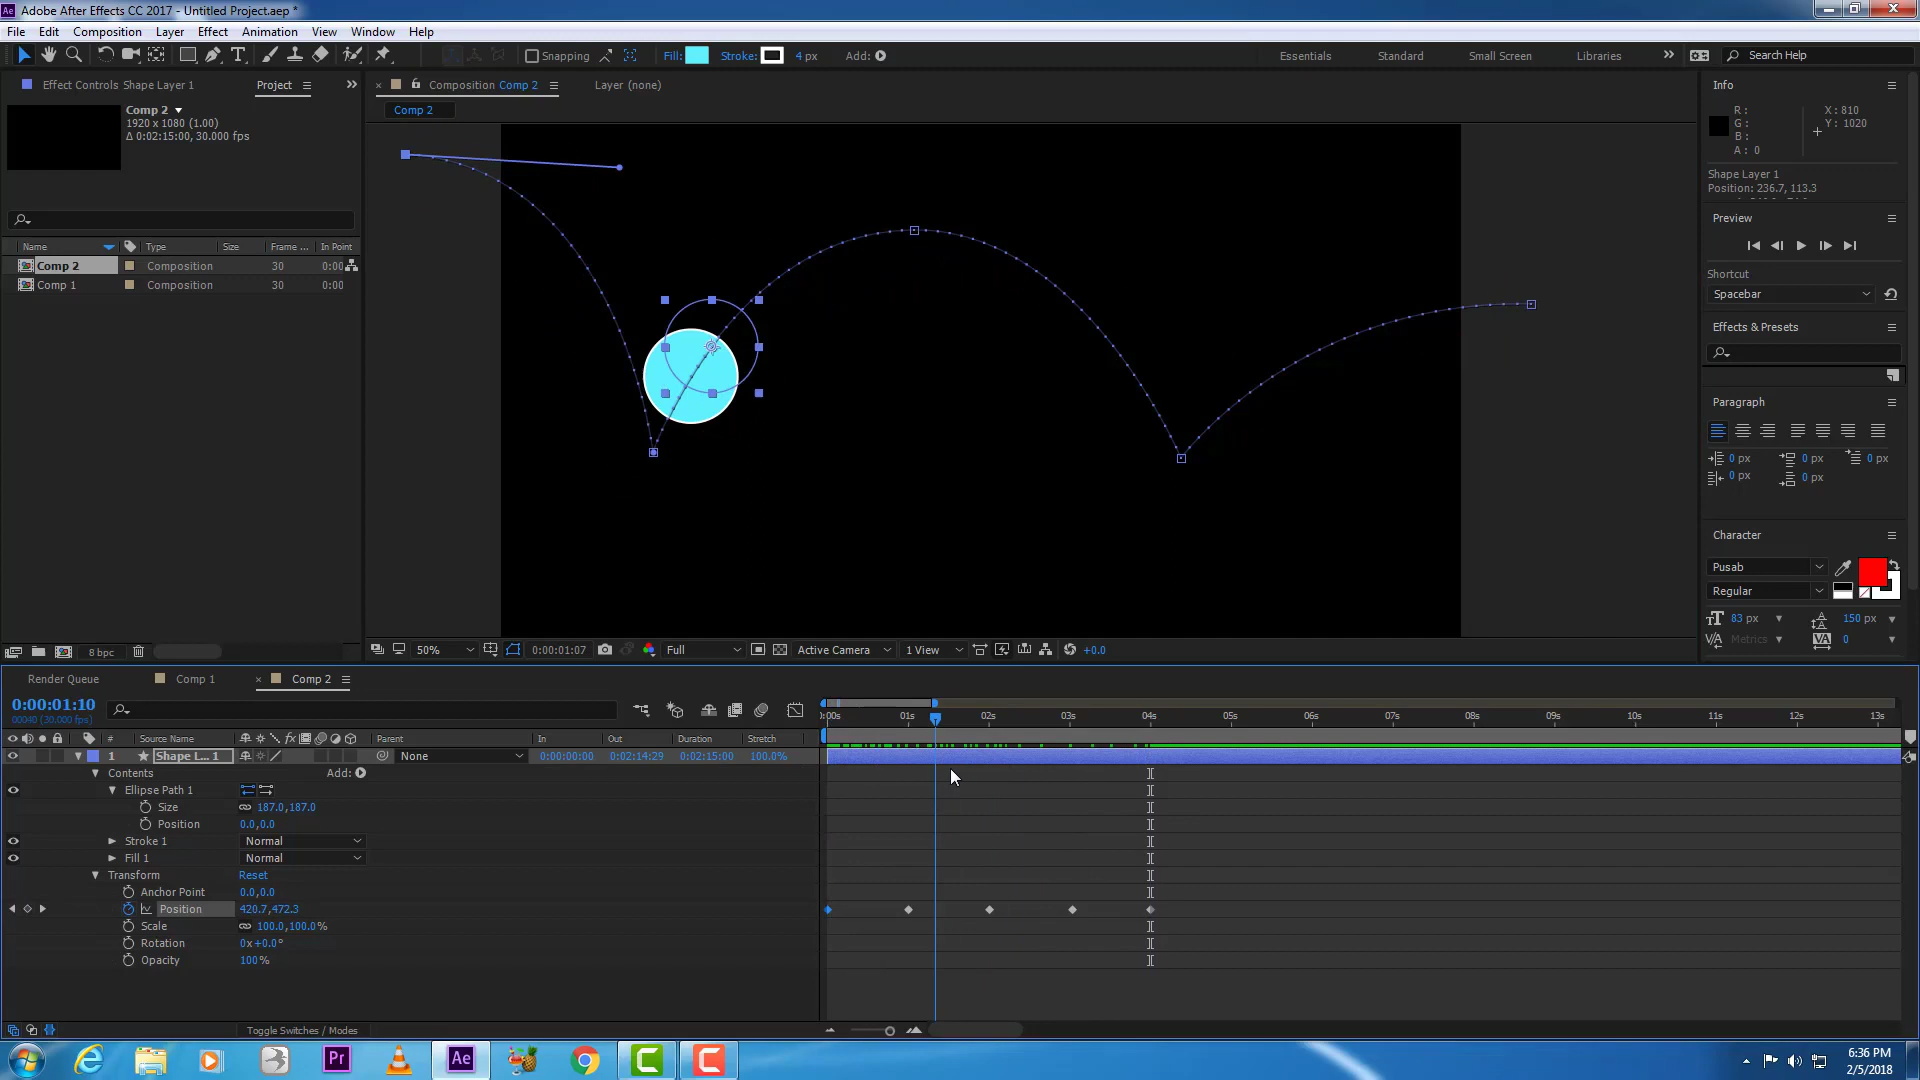 Adobe After Effects CC 2017 - Untitled Project.aep *
File Edit Composition Layer Effect Animation View Window Help
Snapping Fill: Stroke: 4 px Add: Essentials Standard Small Screen Libraries Search Help
Effect Controls Shape Layer 1 Project
Composition Comp 2 Layer (none)
Comp 2
Comp 2
1920 x 1080 (1.00)
Δ 0:02:15:00, 30.000 fps
Name Type Size Frame ... In Point
Comp 2 Composition 30 0:00
Comp 1 Composition 30 0:00
8 bpc
50% 0:00:01:07 Full Active Camera 1 View +0.0
Info
R : X : 810
G : Y : 1020
B :
A : 0
Shape Layer 1
Position: 236.7, 113.3
Preview
Shortcut
Spacebar
Effects & Presets
Paragraph
0 px 0 px 0 px
0 px 0 px
Character
Pusab
Regular
83 px 150 px
Metrics 0
Render Queue Comp 1 Comp 2
0:00:01:10
00040 (30.000 fps)
:00s 01s 02s 03s 04s 05s 06s 07s 08s 09s 10s 11s 12s 13s
# Source Name Parent In Out Duration Stretch
1 Shape L... 1 None 0:00:00:00 0:02:14:29 0:02:15:00 100.0%
Contents Add:
Ellipse Path 1
Size 187.0,187.0
Position 0.0,0.0
Stroke 1 Normal
Fill 1 Normal
Transform Reset
Anchor Point 0.0,0.0
Position 420.7,472.3
Scale 100.0,100.0%
Rotation 0x+0.0°
Opacity 100%
Toggle Switches / Modes
Pr Ae
6:36 PM
2/5/2018